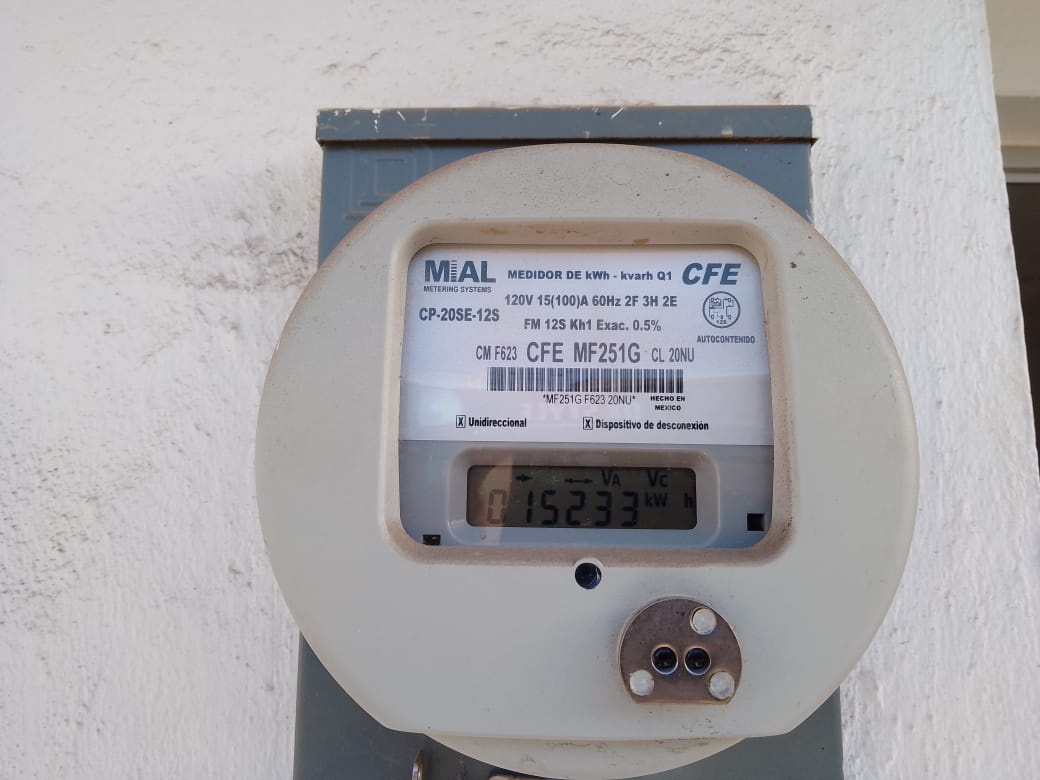 MIAL
METERING SYSTEMS
MEDIDOR DE kWh - kvarh Q1
CFE
120V 15(100)A 60Hz 2F 3H 2E
CP-20SE-12S
FM 12S Kh1 Exac. 0.5%
12S
AUTOCONTENIDO
CM F623 CFE MF251G CL 20NU
*MF251G F623 20NU*
HECHO EN
MEXICO
X Unidireccional
X Dispositivo de desconexión
VA VC
015233 kW h